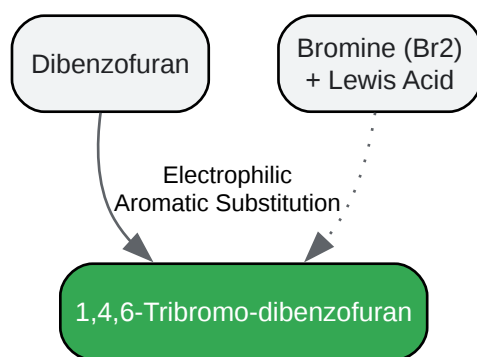 Dibenzofuran
Bromine (Br2)
+ Lewis Acid
Electrophilic
Aromatic Substitution
1,4,6-Tribromo-dibenzofuran